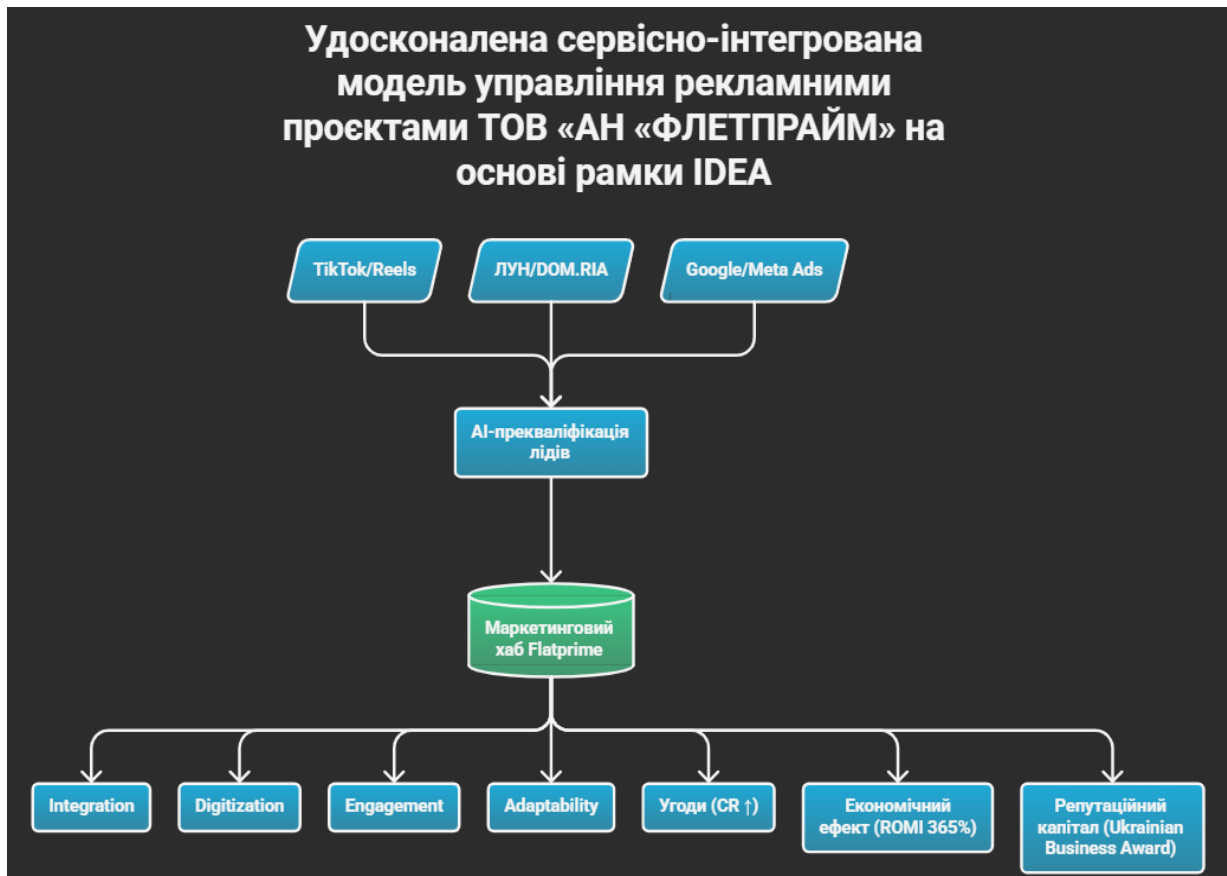 Удосконалена сервісно-інтегрована
модель управління рекламними
проєктами ТОВ «АН «ФЛЕТПРАЙМ» на
основі рамки IDEA
TikTok/Reels
ЛУН/DOM.RIA
Google/Meta Ads
AI-прекваліфікація
лідів
Маркетинговий
хаб Flatprime
Integration
Digitization
Engagement
Adaptability
Угоди (CR ↑)
Економічний
ефект (ROMI 365%)
Репутаційний
капітал (Ukrainian
Business Award)